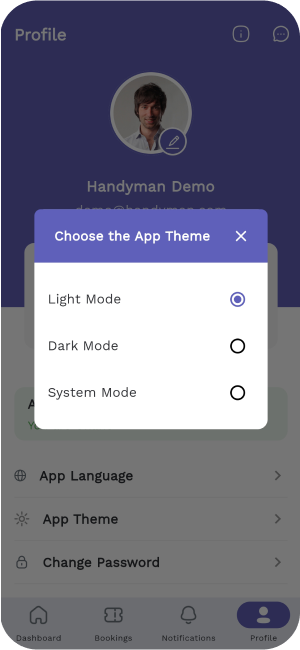 Profile
Handyman Demo
demo@handyman.com
Choose the App Theme
Light Mode
Dark Mode
System Mode
App Language
App Theme
Change Password
Dashboard
Bookings
Notifications
Profile